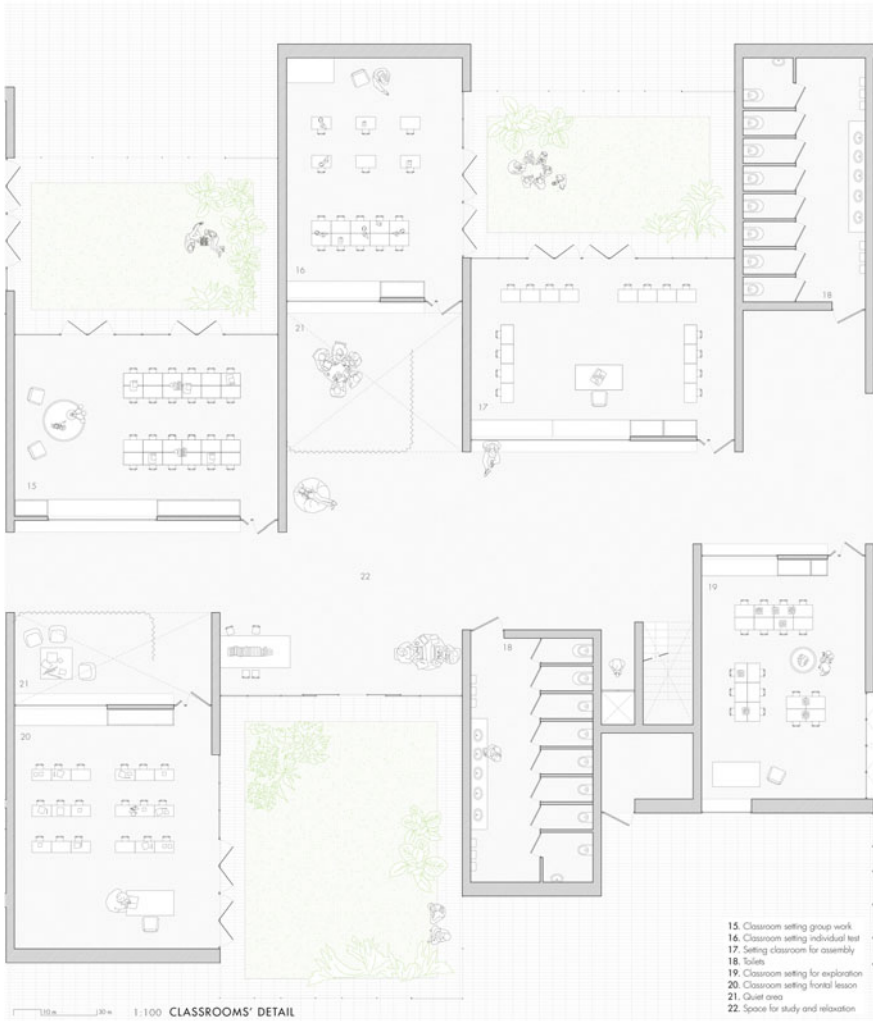 16
21
18
17
15
22
19
21
18
20
15. Classroom setting group work
16. Classroom setting individual test
17. Setting classroom for assembly
18. Toilets
19. Classroom setting for exploration
20. Classroom setting frontal lesson
21. Quiet area
22. Space for study and relaxation
10 m 30 m 1:100 CLASSROOMS' DETAIL